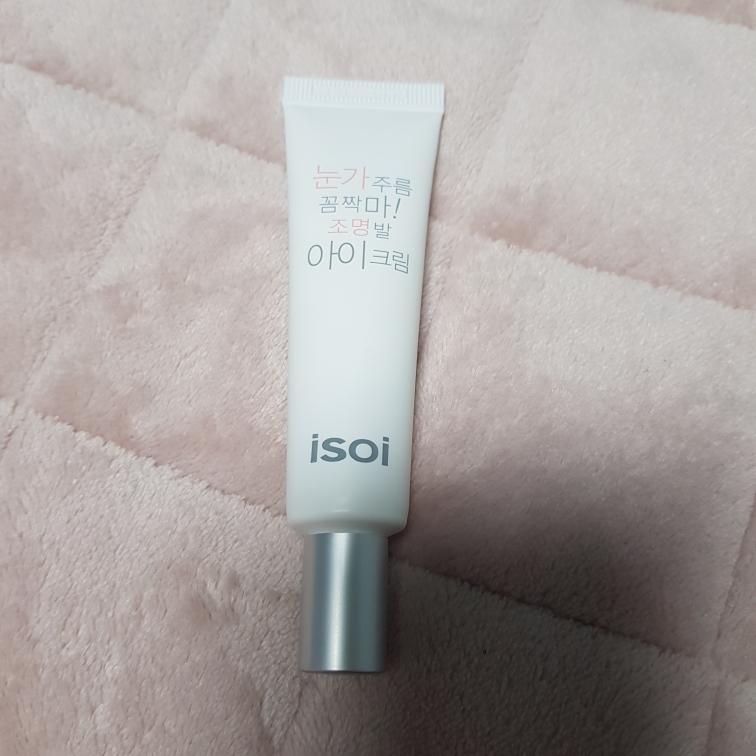 눈가 주름
꼼짝마!
조명발
아이크림
isoi